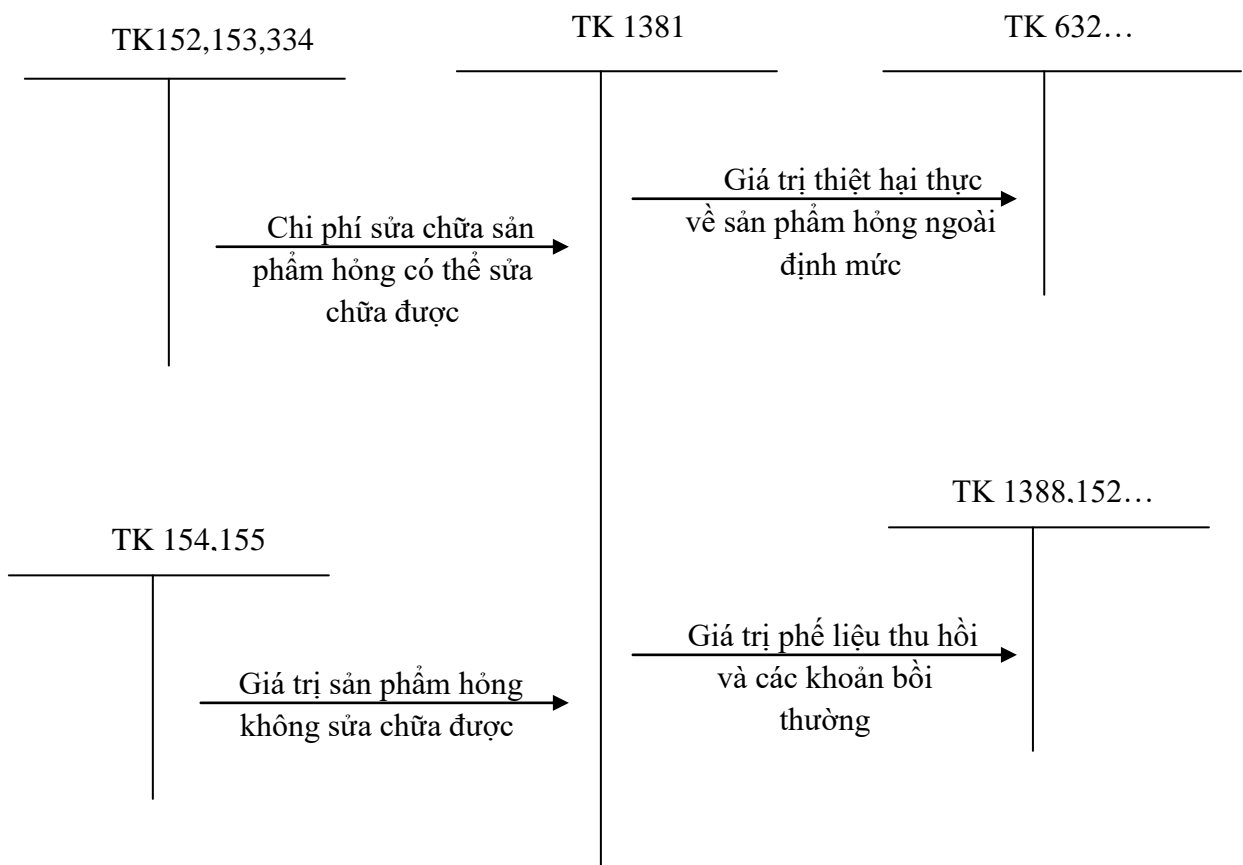 TK152,153,334
TK 1381
TK 632…
Chi phí sửa chữa sản
phẩm hỏng có thể sửa
chữa được
Giá trị thiệt hại thực
về sản phẩm hỏng ngoài
định mức
TK 154,155
TK 1388,152…
Giá trị sản phẩm hỏng
không sửa chữa được
Giá trị phế liệu thu hồi
và các khoản bồi
thường